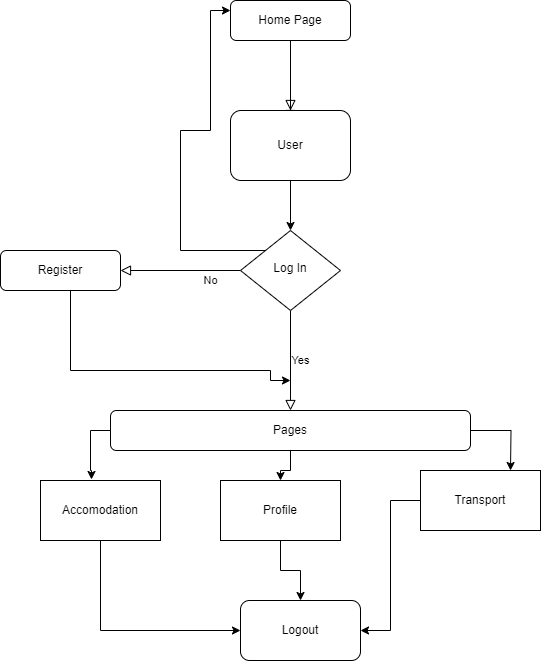 Home Page
User
Log In
Register
No
Yes
Pages
Accomodation
Profile
Transport
Logout